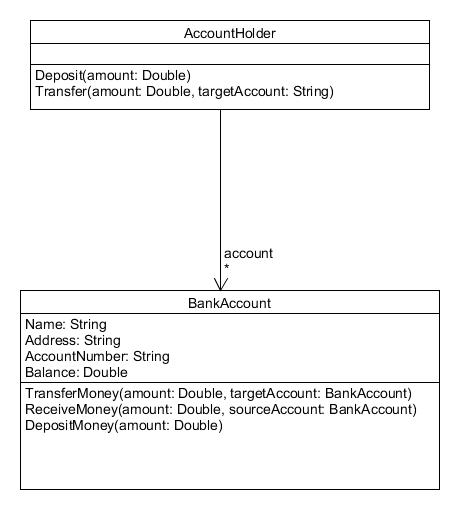 AccountHolder
Deposit(amount: Double)
Transfer(amount: Double, targetAccount: String)
account
*
BankAccount
Name: String
Address: String
AccountNumber: String
Balance: Double
TransferMoney(amount: Double, targetAccount: BankAccount)
ReceiveMoney(amount: Double, sourceAccount: BankAccount)
DepositMoney(amount: Double)